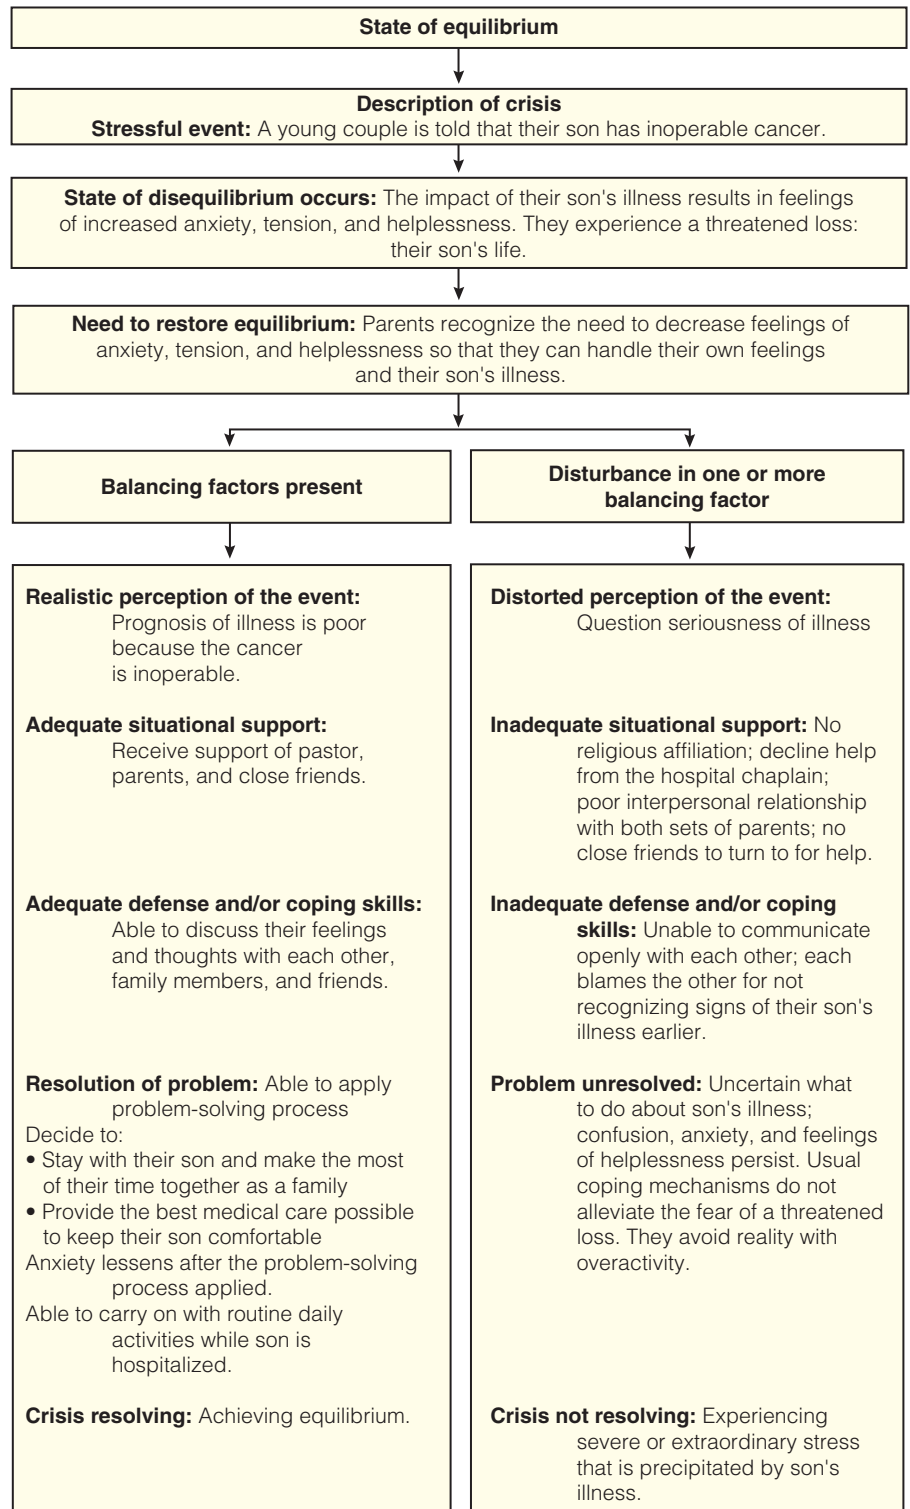 State of equilibrium
Description of crisis
Stressful event: A young couple is told that their son has inoperable cancer.
State of disequilibrium occurs: The impact of their son's illness results in feelings
of increased anxiety, tension, and helplessness. They experience a threatened loss:
their son's life.
Need to restore equilibrium: Parents recognize the need to decrease feelings of
anxiety, tension, and helplessness so that they can handle their own feelings
and their son's illness.
Balancing factors present
Disturbance in one or more
balancing factor
Realistic perception of the event:
Prognosis of illness is poor
because the cancer
is inoperable.
Adequate situational support:
Receive support of pastor,
parents, and close friends.
Adequate defense and/or coping skills:
Able to discuss their feelings
and thoughts with each other,
family members, and friends.
Resolution of problem: Able to apply
problem-solving process
Decide to:
• Stay with their son and make the most
of their time together as a family
• Provide the best medical care possible
to keep their son comfortable
Anxiety lessens after the problem-solving
process applied.
Able to carry on with routine daily
activities while son is
hospitalized.
Crisis resolving: Achieving equilibrium.
Distorted perception of the event:
Question seriousness of illness
Inadequate situational support: No
religious affiliation; decline help
from the hospital chaplain;
poor interpersonal relationship
with both sets of parents; no
close friends to turn to for help.
Inadequate defense and/or coping
skills: Unable to communicate
openly with each other; each
blames the other for not
recognizing signs of their son's
illness earlier.
Problem unresolved: Uncertain what
to do about son's illness;
confusion, anxiety, and feelings
of helplessness persist. Usual
coping mechanisms do not
alleviate the fear of a threatened
loss. They avoid reality with
overactivity.
Crisis not resolving: Experiencing
severe or extraordinary stress
that is precipitated by son's
illness.